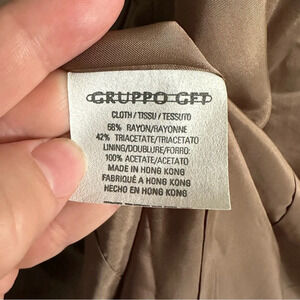 GRUPPO GFT
CLOTH/TISSU/TESSUTO
58% RAYON/RAYONNE
42% TRIACETATE/TRIACETATO
LINING/DOUBLURE/FORRO:
100% ACETATE/ACETATO
MADE IN HONG KONG
FABRIQUÉ A HONG KONG
HECHO EN HONG KONG